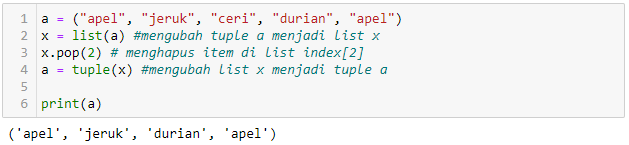 1 a = ("apel", "jeruk", "ceri", "durian", "apel")
2 x = list(a) #mengubah tuple a menjadi list x
3 x.pop(2) # menghapus item di list index[2]
4 a = tuple(x) #mengubah list x menjadi tuple a
5
6 print(a)
('apel', 'jeruk', 'durian', 'apel')